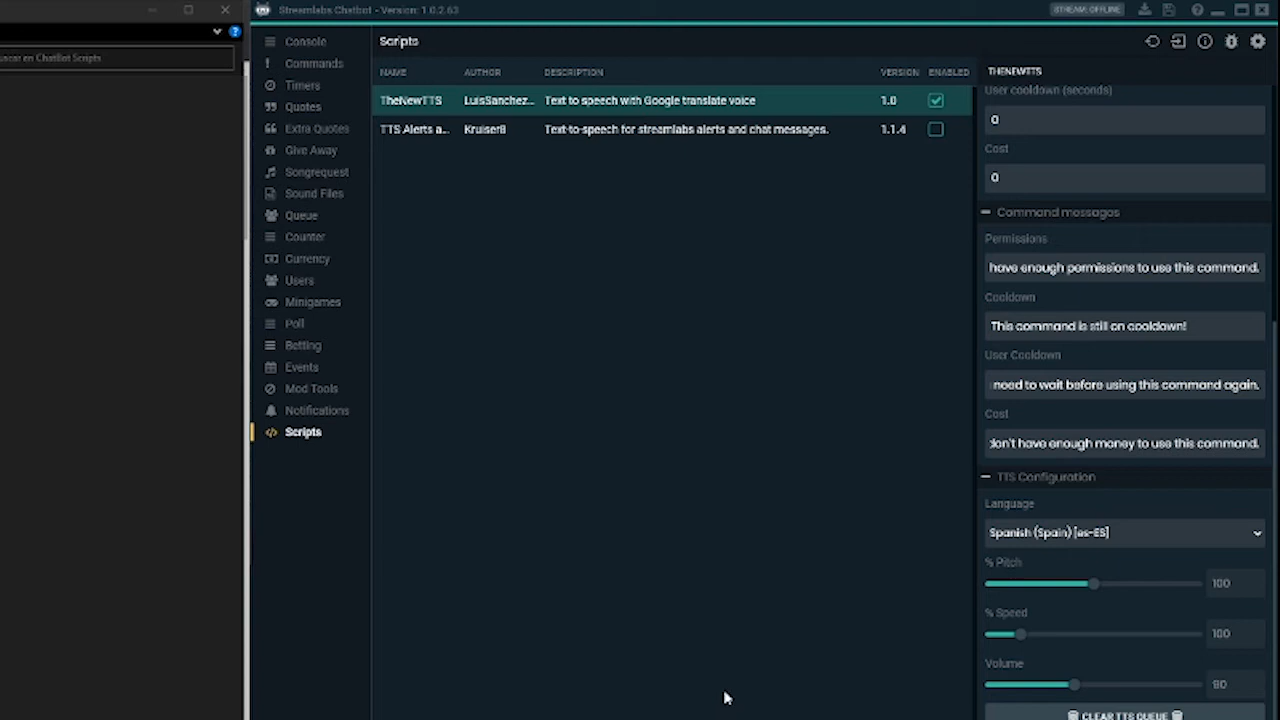 Streamlabs Chatbot - Version: 1.0.2.63
STREAM: OFFLINE
en ChatBot Scripts
Console
Commands
Timers
Quotes
Extra Quotes
Give Away
Songrequest
Sound Files
Queue
Counter
Currency
Users
Minigames
Poll
Betting
Events
Mod Tools
Notifications
Scripts
Scripts
NAME AUTHOR DESCRIPTION VERSION ENABLED
TheNewTTS LuisSanchez... Text to speech with Google translate voice 1.0
TTS Alerts a... Kruiser8 Text-to-speech for streamlabs alerts and chat messages. 1.1.4
THENEWTTS
User cooldown (seconds)
0
Cost
0
Command messages
Permissions
have enough permissions to use this command.
Cooldown
This command is still on cooldown!
User Cooldown
need to wait before using this command again.
Cost
don't have enough money to use this command.
TTS Configuration
Language
Spanish (Spain) [es-ES]
% Pitch
100
% Speed
100
Volume
90
CLEAR TTS QUEUE